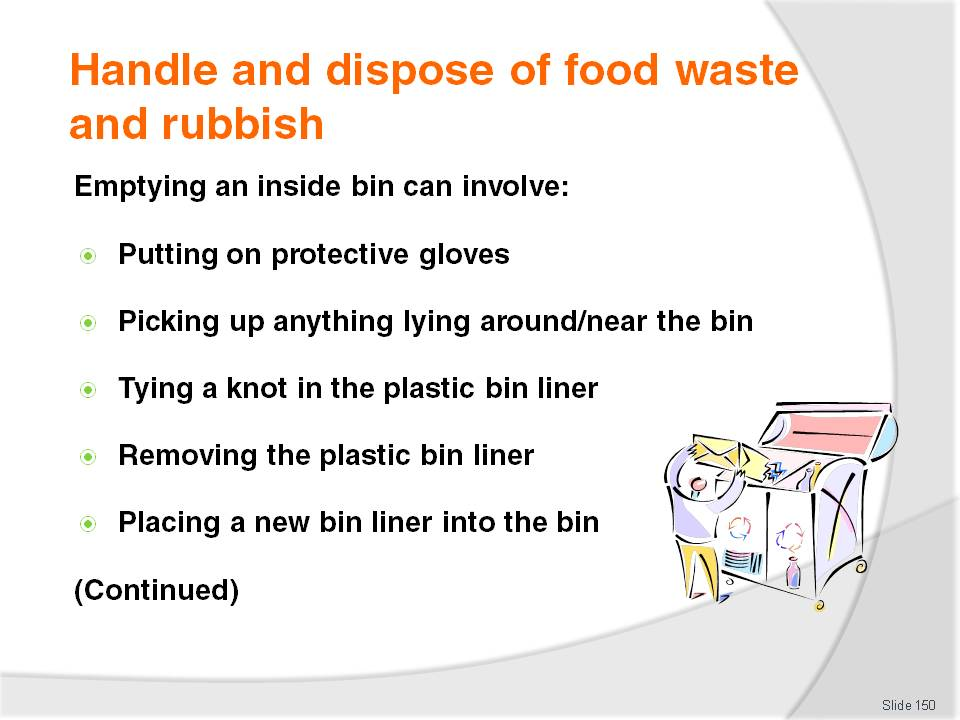 Handle and dispose of food waste
and rubbish
Emptying an inside bin can involve:
Putting on protective gloves
Picking up anything lying around/near the bin
Tying a knot in the plastic bin liner
Removing the plastic bin liner
Placing a new bin liner into the bin
(Continued)
Slide 150